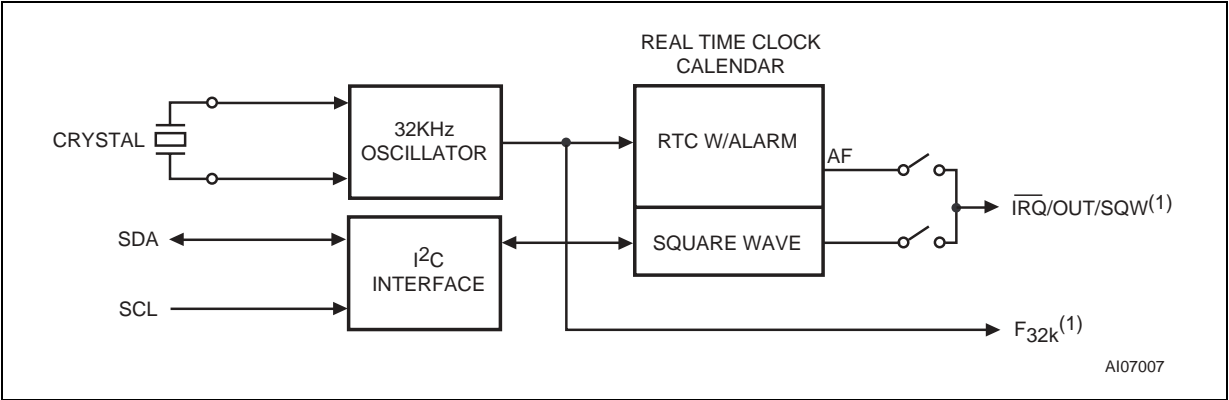 REAL TIME CLOCK
CALENDAR
CRYSTAL
32KHz
OSCILLATOR
RTC W/ALARM
AF
IRQ/OUT/SQW(1)
SDA
I2C
INTERFACE
SQUARE WAVE
SCL
F32k(1)
AI07007